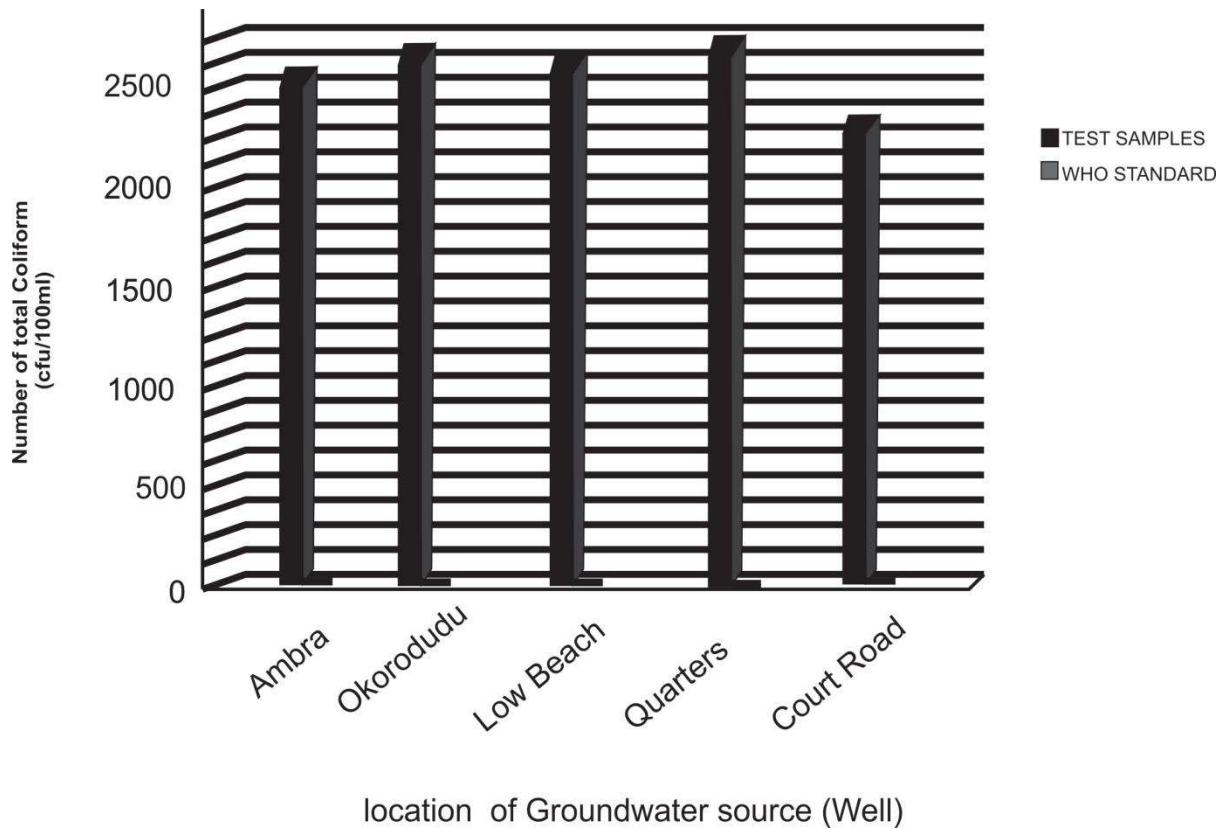 Number of total Coliform
(cfu/100ml)
2500
2000
1500
1000
500
0
Ambra
Okorodudu
Low Beach
Quarters
Court Road
TEST SAMPLES
WHO STANDARD
location of Groundwater source (Well)